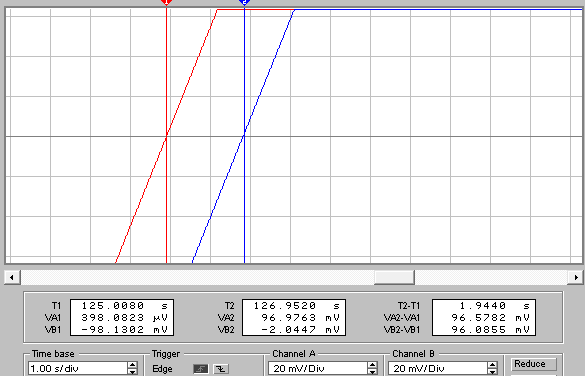 1 2
T1 125.0080 s T2 126.9520 s T2-T1 1.9440 s
VA1 398.0823 µV VA2 96.9763 mV VA2-VA1 96.5782 mV
VB1 -98.1302 mV VB2 -2.0447 mV VB2-VB1 96.0855 mV
Time base Trigger Channel A Channel B Reduce
1.00 s/div Edge 20 mV/Div 20 mV/Div